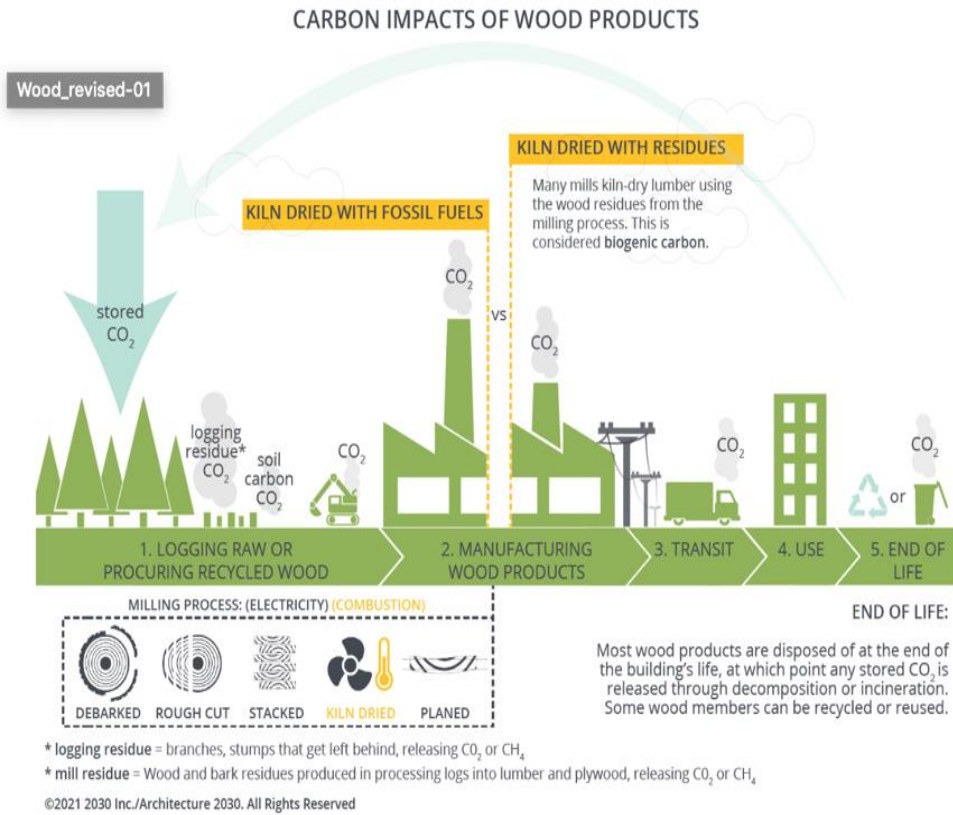 CARBON IMPACTS OF WOOD PRODUCTS
Wood_revised-01
KILN DRIED WITH RESIDUES
Many mills kiln-dry lumber using
the wood residues from the
milling process. This is
considered biogenic carbon.
KILN DRIED WITH FOSSIL FUELS
CO₂
vs
CO₂
stored
CO₂
logging
residue*
CO₂
soil
carbon
CO₂
CO₂
CO₂
CO₂
or
1. LOGGING RAW OR
PROCURING RECYCLED WOOD
2. MANUFACTURING
WOOD PRODUCTS
3. TRANSIT
4. USE
5. END OF
LIFE
MILLING PROCESS: (ELECTRICITY) (COMBUSTION)
DEBARKED ROUGH CUT STACKED KILN DRIED PLANED
END OF LIFE:
Most wood products are disposed of at the end of
the building's life, at which point any stored CO₂ is
released through decomposition or incineration.
Some wood members can be recycled or reused.
* logging residue = branches, stumps that get left behind, releasing C0₂ or CH₄
* mill residue = Wood and bark residues produced in processing logs into lumber and plywood, releasing C0₂ or CH₄
©2021 2030 Inc./Architecture 2030. All Rights Reserved